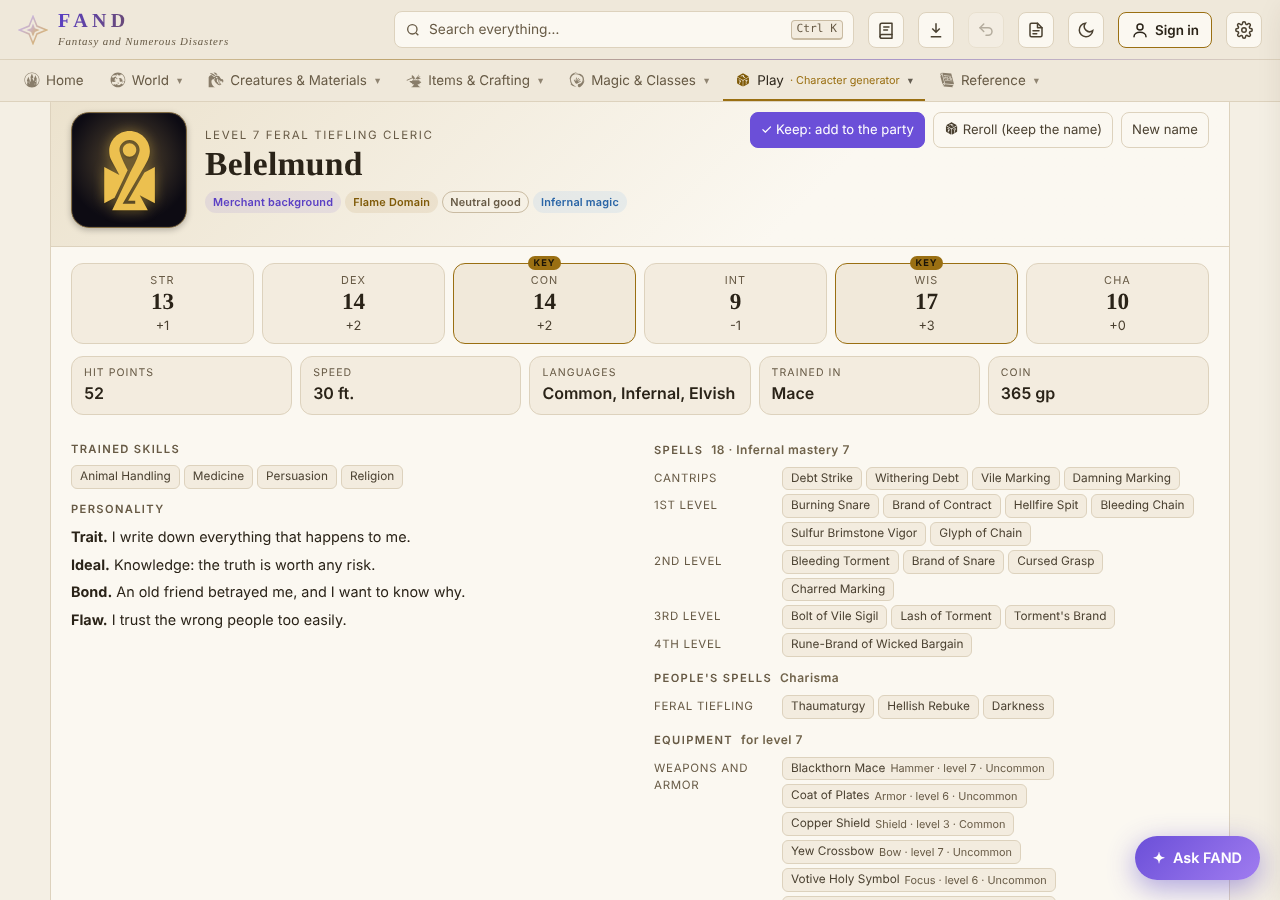 FAND
Fantasy and Numerous Disasters
Search everything...
Ctrl K
Sign in
Home
World
Creatures & Materials
Items & Crafting
Magic & Classes
Play · Character generator
Reference
LEVEL 7 FERAL TIEFLING CLERIC
Belelmund
Merchant background
Flame Domain
Neutral good
Infernal magic
✓ Keep: add to the party
Reroll (keep the name)
New name
STR
13
+1
DEX
14
+2
KEY
CON
14
+2
INT
9
-1
KEY
WIS
17
+3
CHA
10
+0
HIT POINTS
52
SPEED
30 ft.
LANGUAGES
Common, Infernal, Elvish
TRAINED IN
Mace
COIN
365 gp
TRAINED SKILLS
Animal Handling
Medicine
Persuasion
Religion
PERSONALITY
Trait. I write down everything that happens to me.
Ideal. Knowledge: the truth is worth any risk.
Bond. An old friend betrayed me, and I want to know why.
Flaw. I trust the wrong people too easily.
SPELLS 18 · Infernal mastery 7
CANTRIPS
Debt Strike
Withering Debt
Vile Marking
Damning Marking
1ST LEVEL
Burning Snare
Brand of Contract
Hellfire Spit
Bleeding Chain
Sulfur Brimstone Vigor
Glyph of Chain
2ND LEVEL
Bleeding Torment
Brand of Snare
Cursed Grasp
Charred Marking
3RD LEVEL
Bolt of Vile Sigil
Lash of Torment
Torment's Brand
4TH LEVEL
Rune-Brand of Wicked Bargain
PEOPLE'S SPELLS Charisma
FERAL TIEFLING
Thaumaturgy
Hellish Rebuke
Darkness
EQUIPMENT for level 7
WEAPONS AND
ARMOR
Blackthorn Mace Hammer · level 7 · Uncommon
Coat of Plates Armor · level 6 · Uncommon
Copper Shield Shield · level 3 · Common
Yew Crossbow Bow · level 7 · Uncommon
Votive Holy Symbol Focus · level 6 · Uncommon
Ask FAND